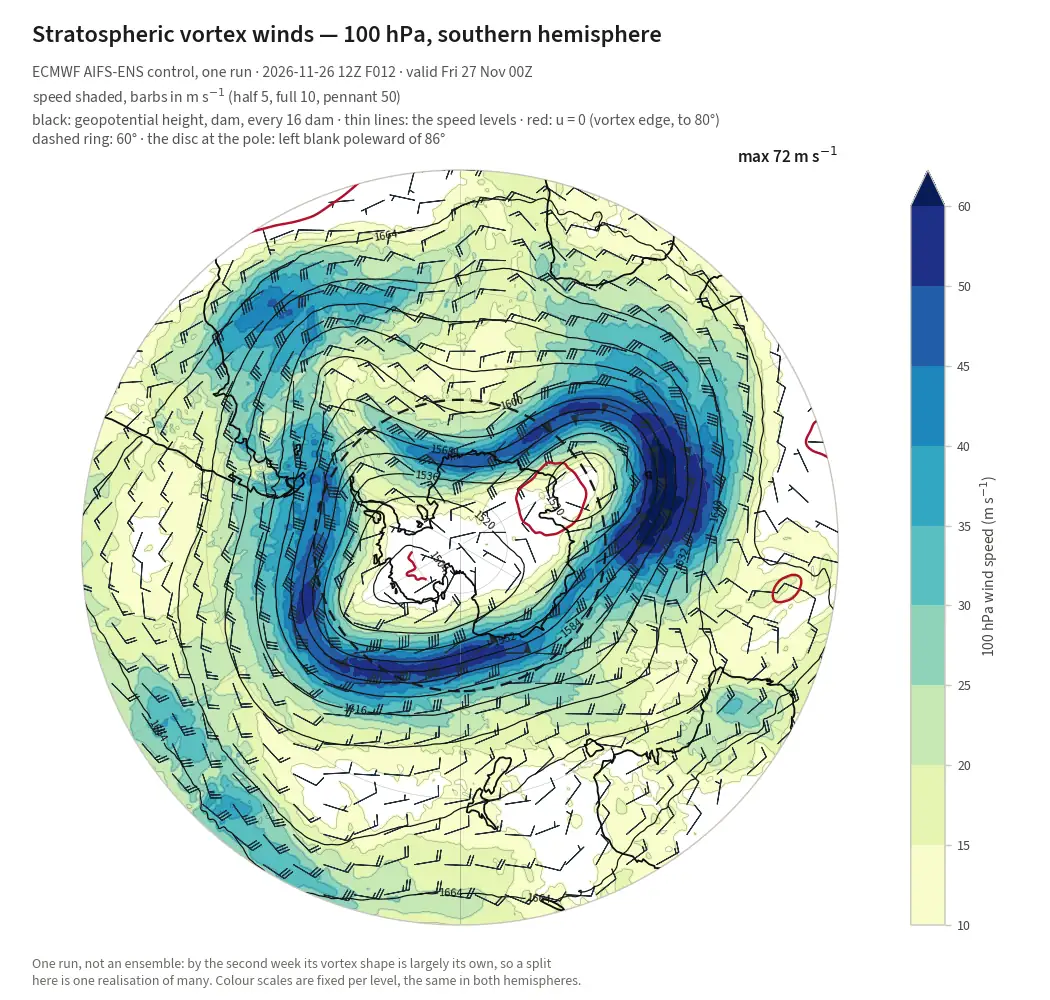 Stratospheric vortex winds — 100 hPa, southern hemisphere
ECMWF AIFS-ENS control, one run · 2026-11-26 12Z F012 · valid Fri 27 Nov 00Z
speed shaded, barbs in m s⁻¹ (half 5, full 10, pennant 50)
black: geopotential height, dam, every 16 dam · thin lines: the speed levels · red: u = 0 (vortex edge, to 80°)
dashed ring: 60° · the disc at the pole: left blank poleward of 86°
max 72 m s⁻¹
60
50
45
40
35
30
25
20
15
10
100 hPa wind speed (m s⁻¹)
1664
1600
1536
1520
1584
1616
1664
One run, not an ensemble: by the second week its vortex shape is largely its own, so a split
here is one realisation of many. Colour scales are fixed per level, the same in both hemispheres.